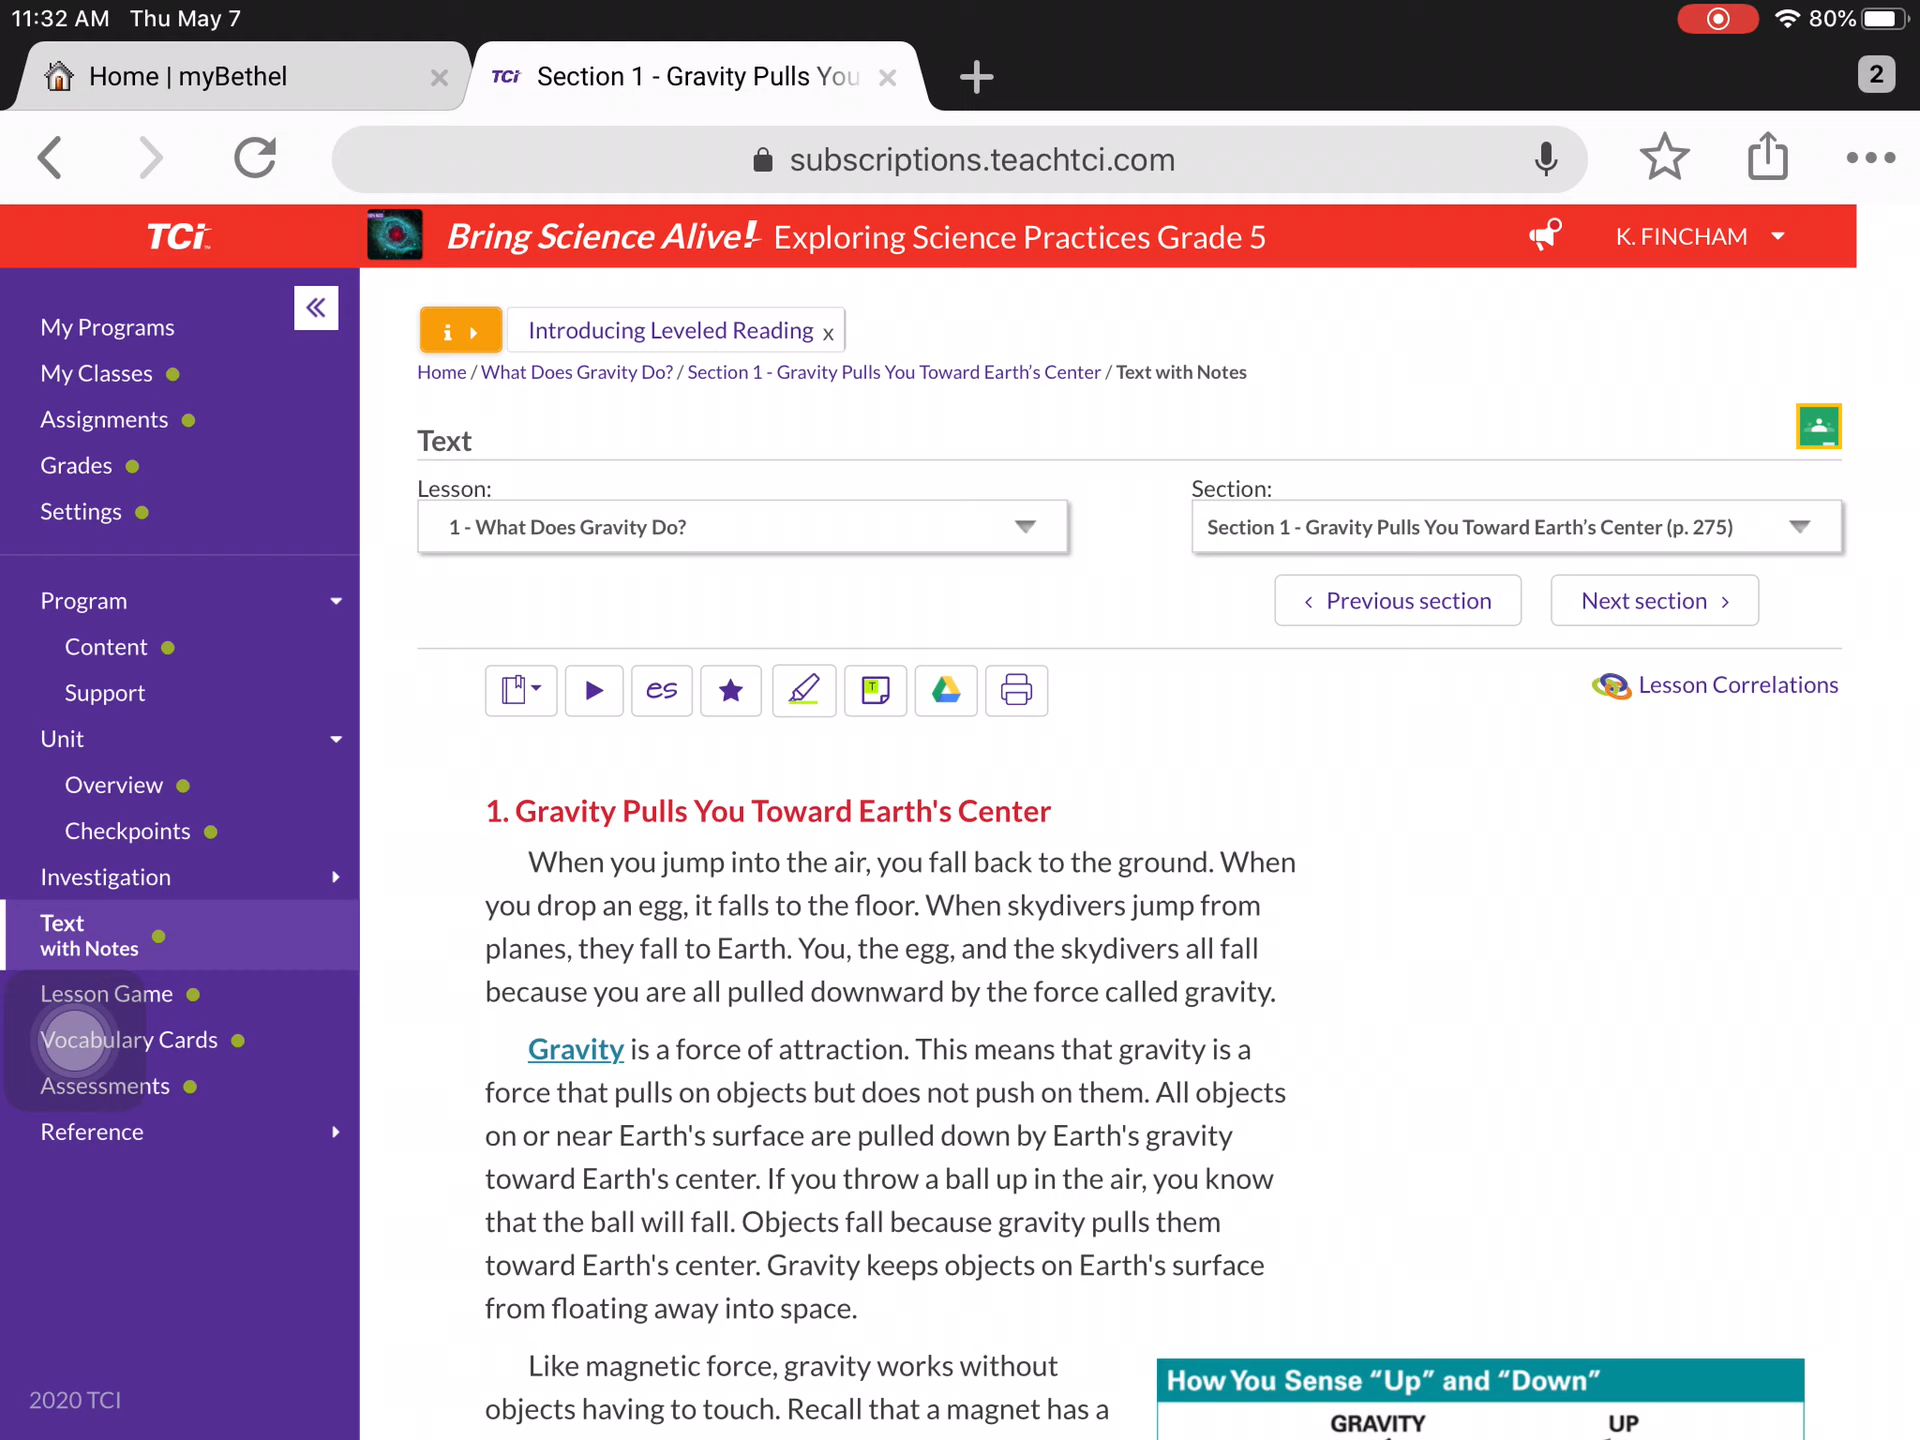 11:32 AM Thu May 7
80%
Home | myBethel
TCi Section 1 - Gravity Pulls You
2
subscriptions.teachtci.com
TCi
Bring Science Alive! Exploring Science Practices Grade 5
K. FINCHAM
My Programs
My Classes
Assignments
Grades
Settings
Program
Content
Support
Unit
Overview
Checkpoints
Investigation
Text
with Notes
Lesson Game
Vocabulary Cards
Assessments
Reference
2020 TCI
i
Introducing Leveled Reading x
Home / What Does Gravity Do? / Section 1 - Gravity Pulls You Toward Earth’s Center / Text with Notes
Text
Lesson:
1 - What Does Gravity Do?
Section:
Section 1 - Gravity Pulls You Toward Earth’s Center (p. 275)
‹ Previous section
Next section ›
es
T
Lesson Correlations
1. Gravity Pulls You Toward Earth's Center
When you jump into the air, you fall back to the ground. When
you drop an egg, it falls to the floor. When skydivers jump from
planes, they fall to Earth. You, the egg, and the skydivers all fall
because you are all pulled downward by the force called gravity.
Gravity is a force of attraction. This means that gravity is a
force that pulls on objects but does not push on them. All objects
on or near Earth's surface are pulled down by Earth's gravity
toward Earth's center. If you throw a ball up in the air, you know
that the ball will fall. Objects fall because gravity pulls them
toward Earth's center. Gravity keeps objects on Earth's surface
from floating away into space.
Like magnetic force, gravity works without
objects having to touch. Recall that a magnet has a
How You Sense “Up” and “Down”
GRAVITY
UP